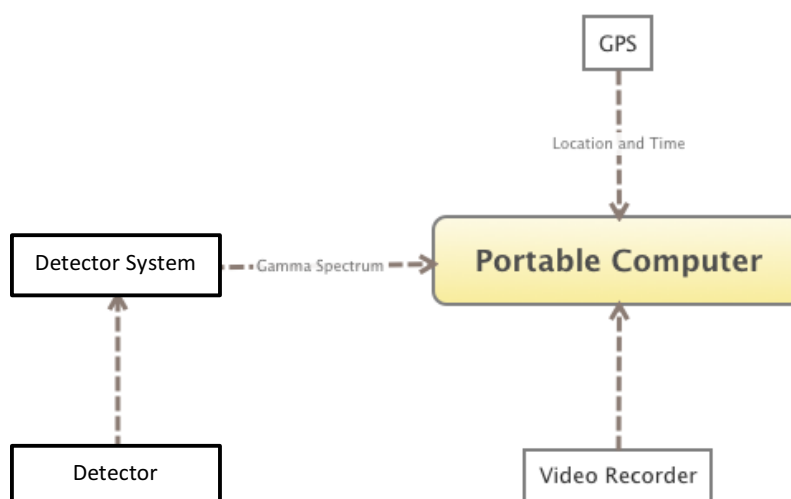 GPS
Location and Time
Detector System
Gamma Spectrum
Portable Computer
Detector
Video Recorder